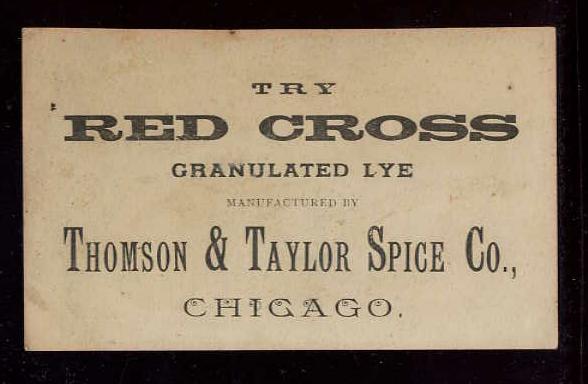 TRY
RED CROSS
GRANULATED LYE
MANUFACTURED BY
THOMSON & TAYLOR SPICE CO.,
CHICAGO.